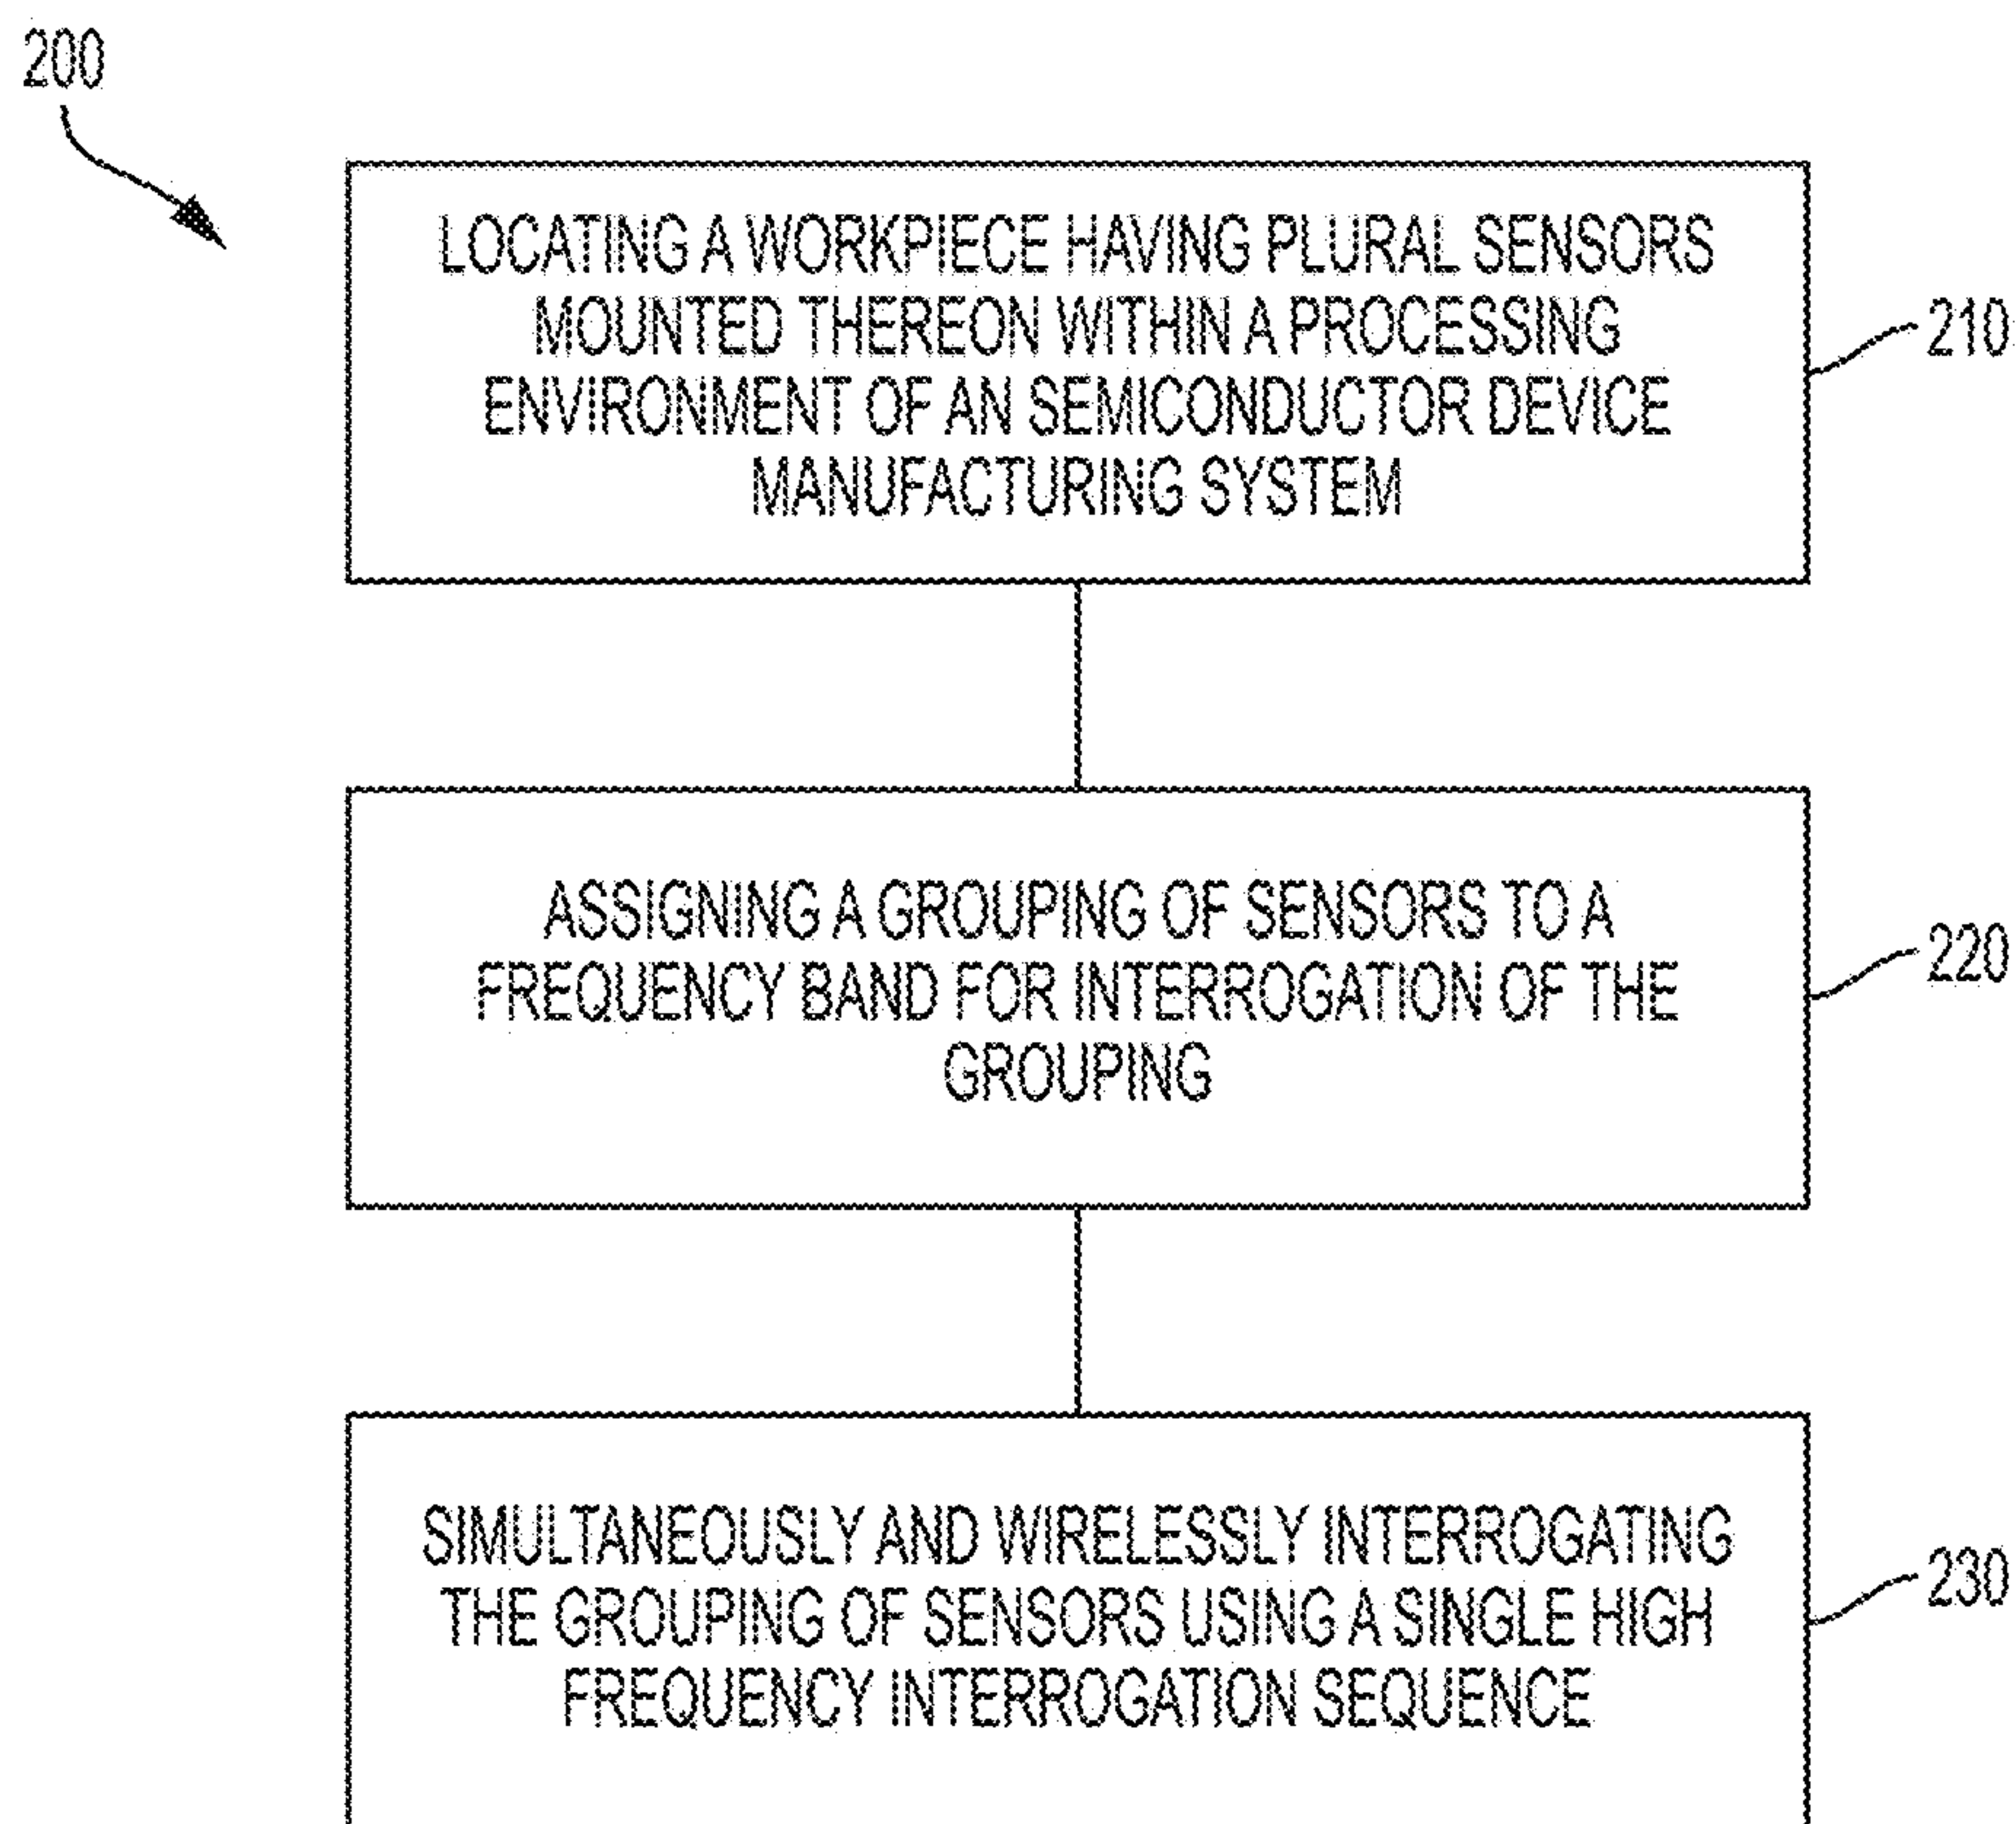 200
LOCATING A WORKPIECE HAVING PLURAL SENSORS
MOUNTED THEREON WITHIN A PROCESSING
ENVIRONMENT OF AN SEMICONDUCTOR DEVICE
MANUFACTURING SYSTEM
210
ASSIGNING A GROUPING OF SENSORS TO A
FREQUENCY BAND FOR INTERROGATION OF THE
GROUPING
220
SIMULTANEOUSLY AND WIRELESSLY INTERROGATING
THE GROUPING OF SENSORS USING A SINGLE HIGH
FREQUENCY INTERROGATION SEQUENCE
230